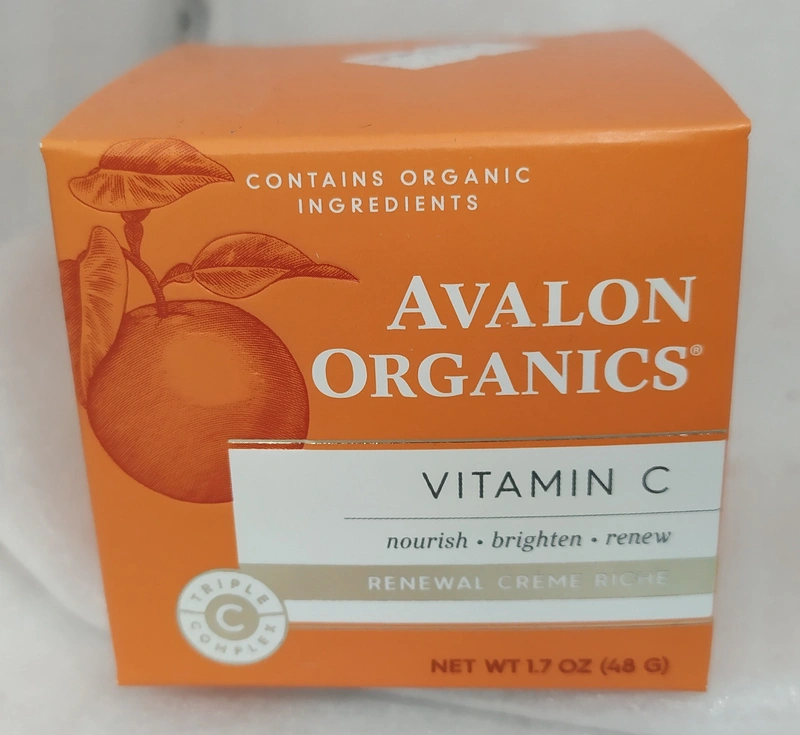 CONTAINS ORGANIC
INGREDIENTS
AVALON
ORGANICS®
VITAMIN C
nourish • brighten • renew
RENEWAL CRÈME RICHE
TRIPLE
C
COMPLEX
NET WT 1.7 OZ (48 G)